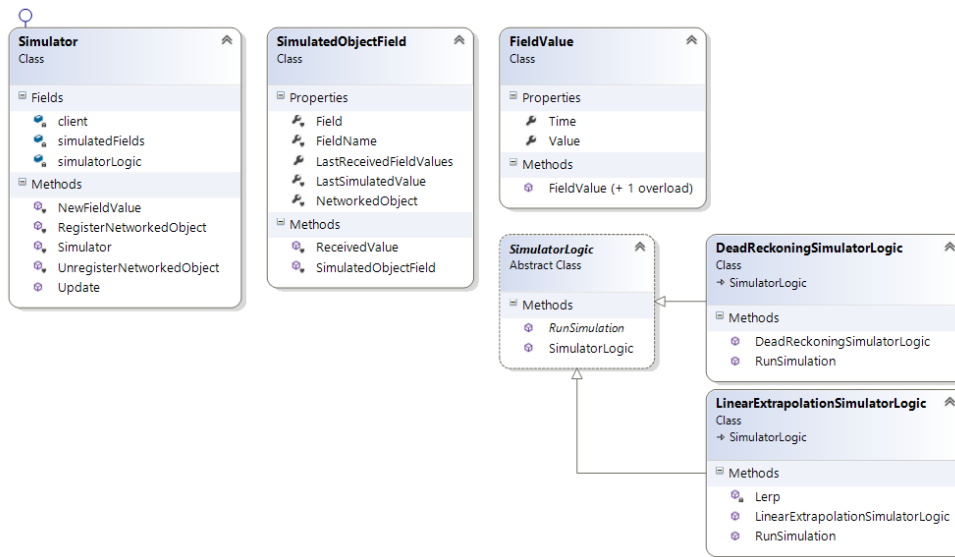 Simulator
Class
Fields
client
simulatedFields
simulatorLogic
Methods
NewFieldValue
RegisterNetworkedObject
Simulator
UnregisterNetworkedObject
Update
SimulatedObjectField
Class
Properties
Field
FieldName
LastReceivedFieldValues
LastSimulatedValue
NetworkedObject
Methods
ReceivedValue
SimulatedObjectField
FieldValue
Class
Properties
Time
Value
Methods
FieldValue (+ 1 overload)
SimulatorLogic
Abstract Class
Methods
RunSimulation
SimulatorLogic
DeadReckoningSimulatorLogic
Class
SimulatorLogic
Methods
DeadReckoningSimulatorLogic
RunSimulation
LinearExtrapolationSimulatorLogic
Class
SimulatorLogic
Methods
Lerp
LinearExtrapolationSimulatorLogic
RunSimulation